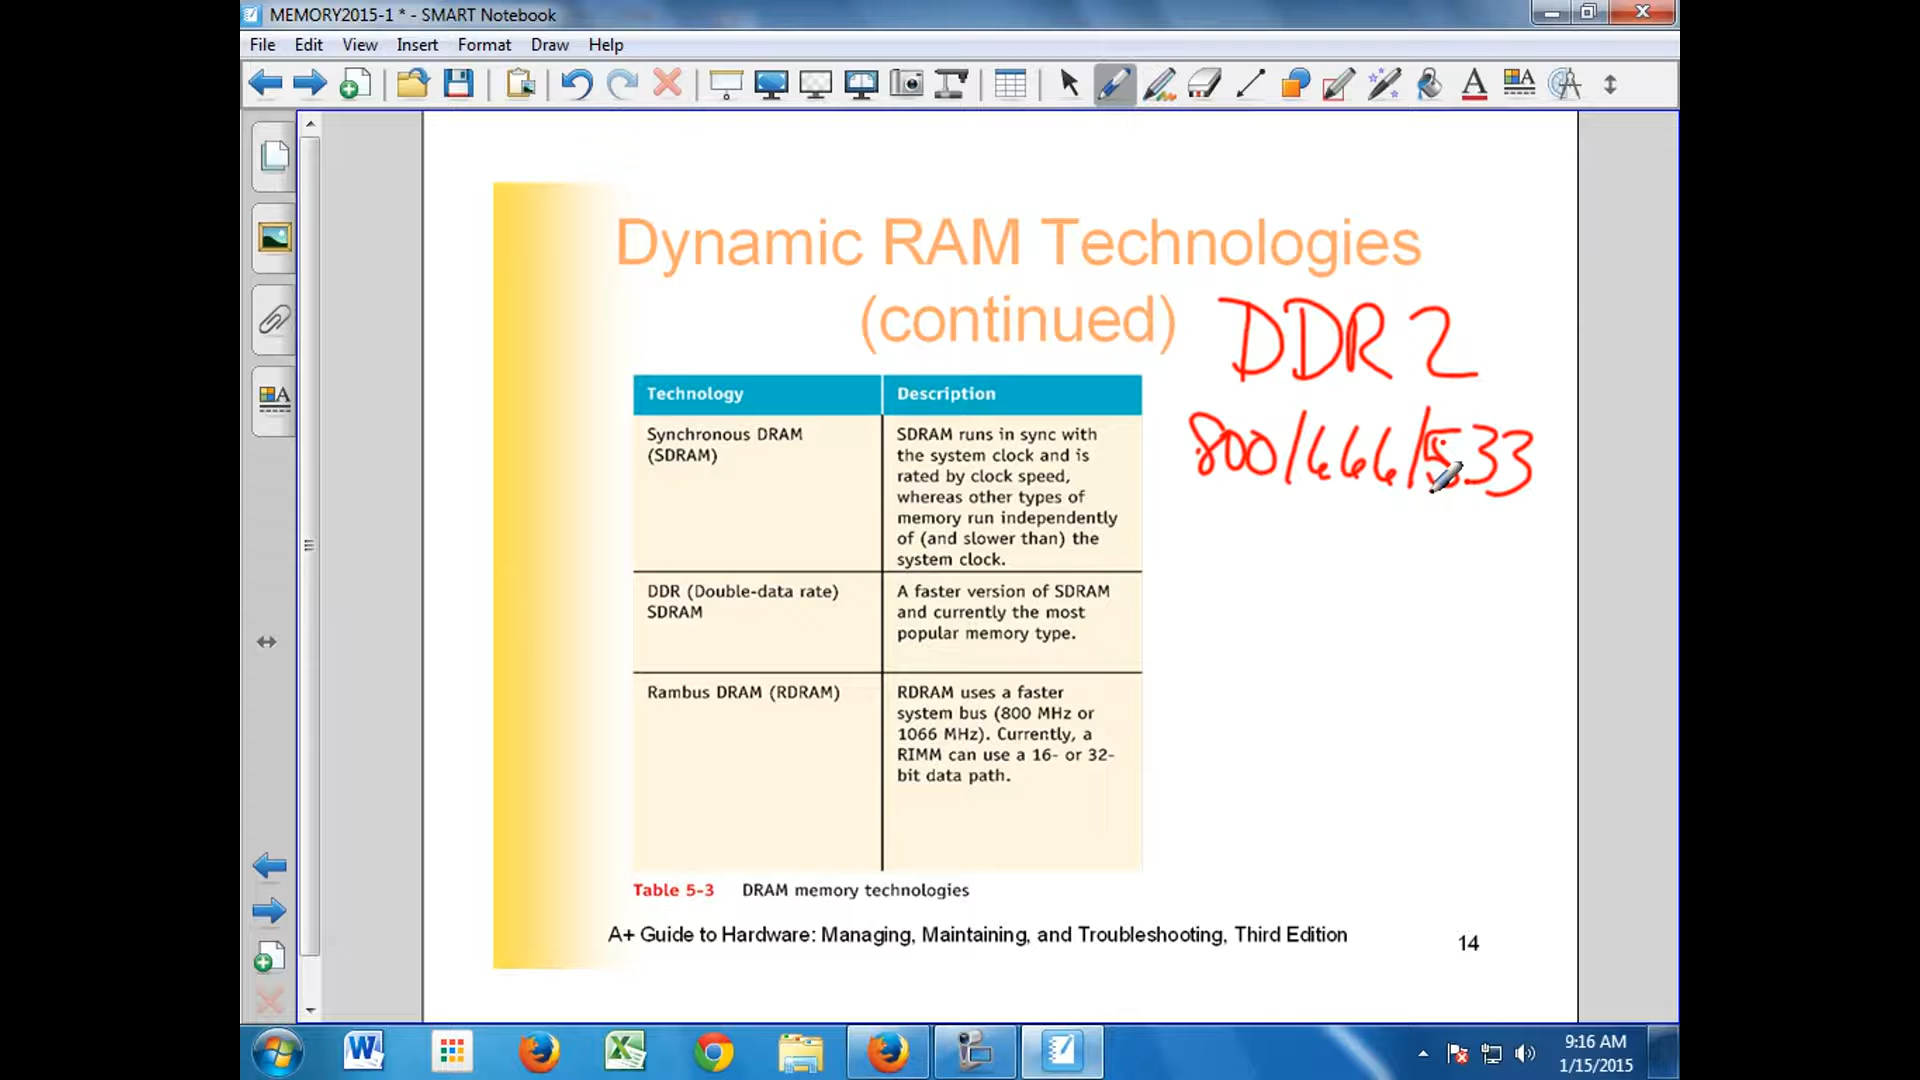 MEMORY2015-1 * - SMART Notebook
File Edit View Insert Format Draw Help
Dynamic RAM Technologies
(continued)
DDR 2
800/666/533
Technology Description
Synchronous DRAM
(SDRAM)
SDRAM runs in sync with
the system clock and is
rated by clock speed,
whereas other types of
memory run independently
of (and slower than) the
system clock.
DDR (Double-data rate)
SDRAM
A faster version of SDRAM
and currently the most
popular memory type.
Rambus DRAM (RDRAM)
RDRAM uses a faster
system bus (800 MHz or
1066 MHz). Currently, a
RIMM can use a 16- or 32-
bit data path.
Table 5-3 DRAM memory technologies
A+ Guide to Hardware: Managing, Maintaining, and Troubleshooting, Third Edition
14
9:16 AM
1/15/2015